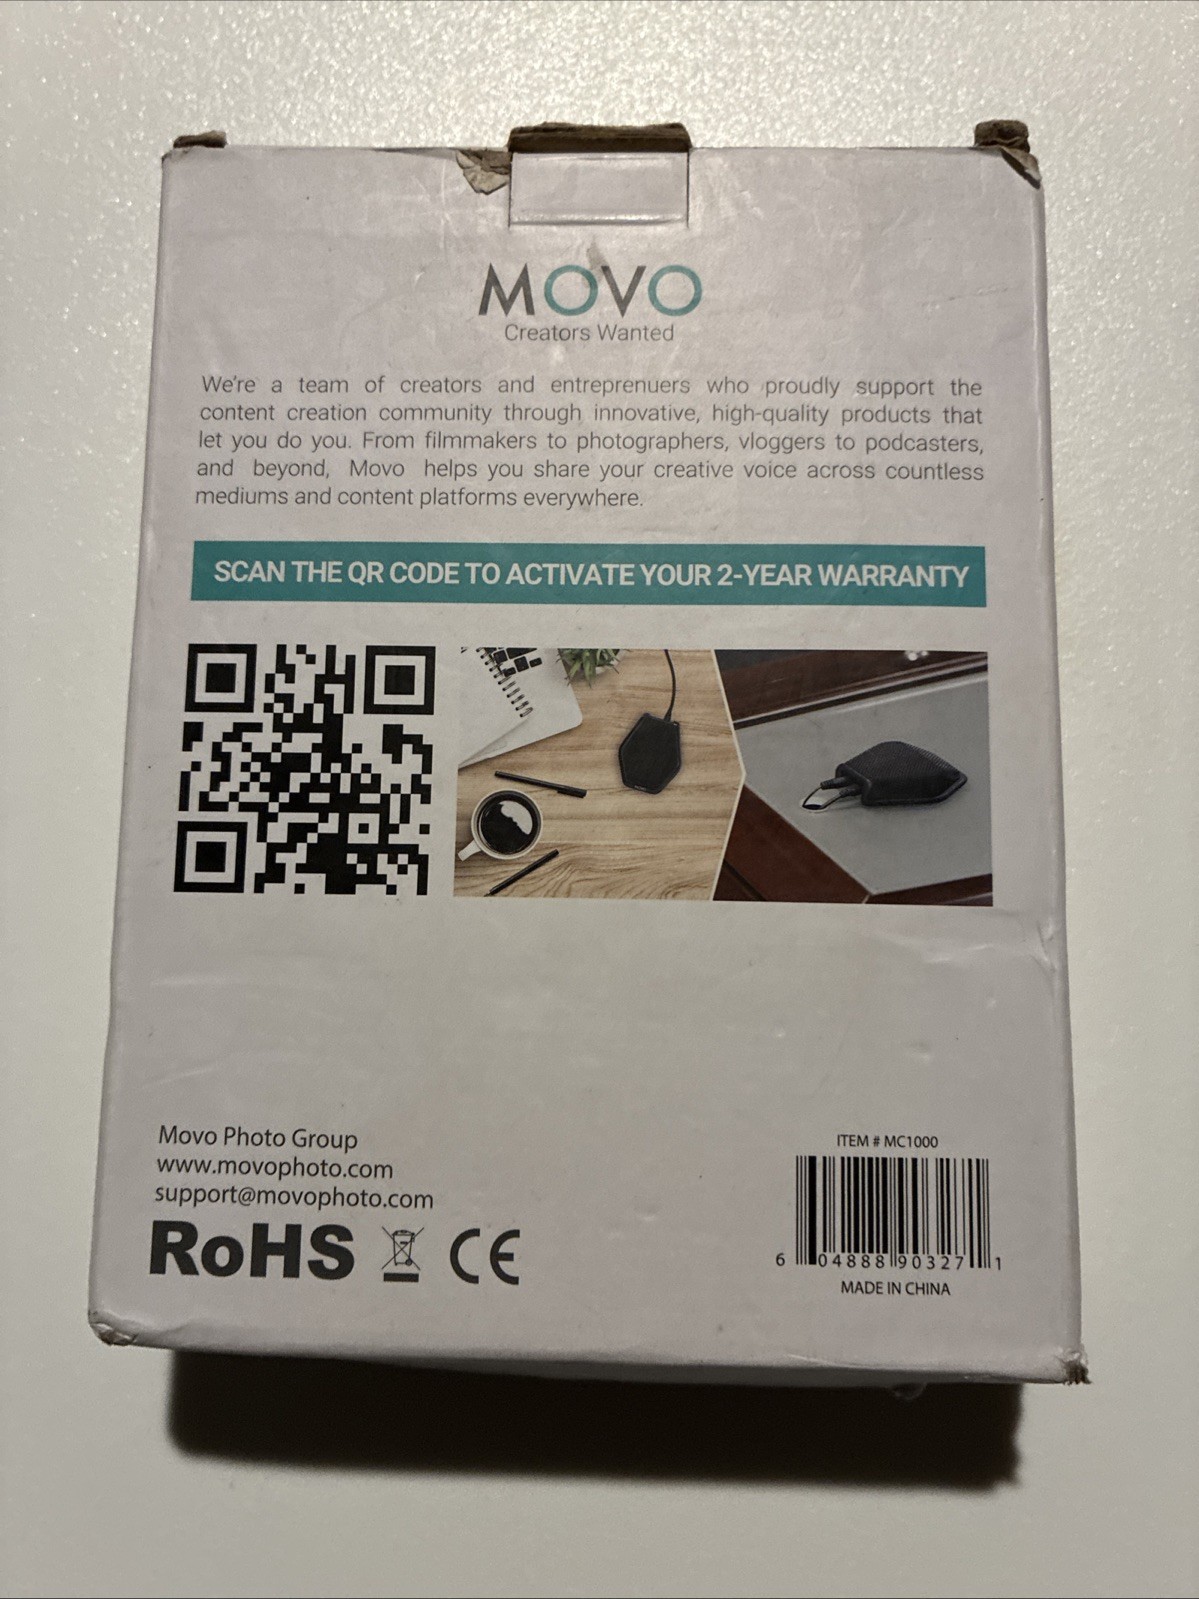 MOVO
Creators Wanted
We're a team of creators and entreprenuers who proudly support the
content creation community through innovative, high-quality products that
let you do you. From filmmakers to photographers, vloggers to podcasters,
and beyond, Movo helps you share your creative voice across countless
mediums and content platforms everywhere.
SCAN THE QR CODE TO ACTIVATE YOUR 2-YEAR WARRANTY
Movo Photo Group
www.movophoto.com
support@movophoto.com
RoHS CE
ITEM # MC1000
6 04888 90327 1
MADE IN CHINA